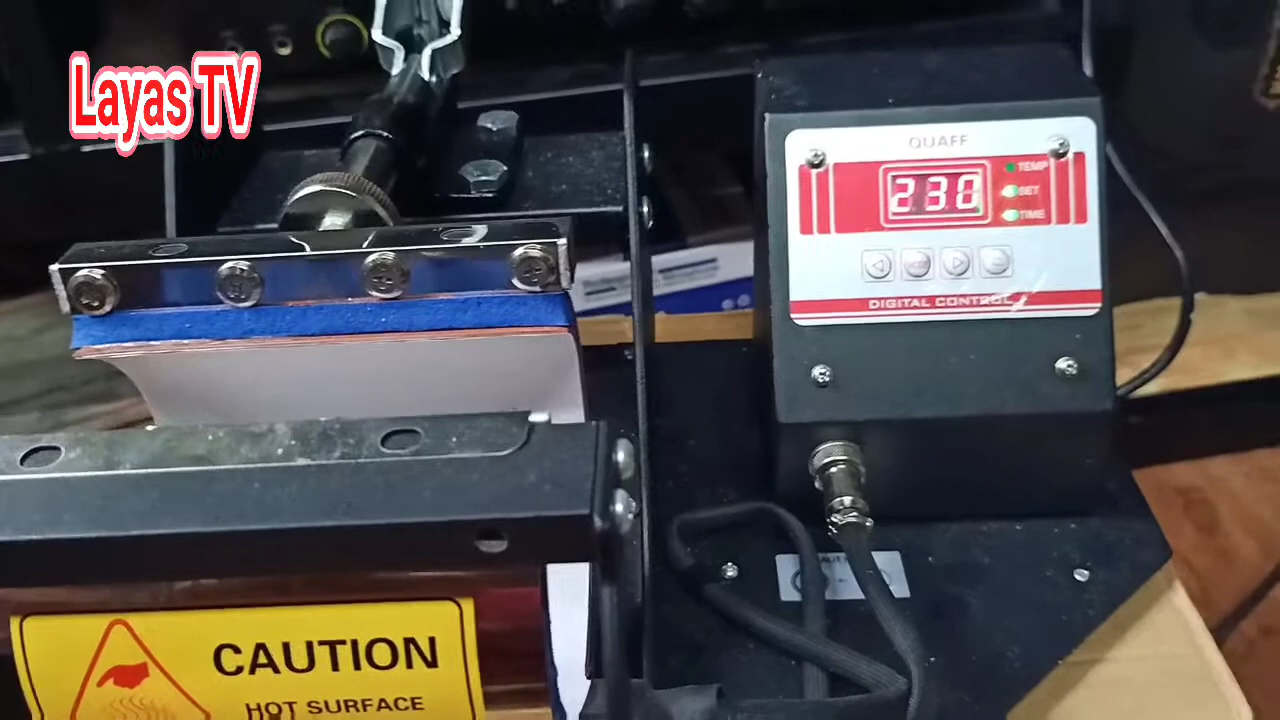 Layas TV
QUAFF
230
TEMP
SET
TIME
DIGITAL CONTROL
CAUTION
HOT SURFACE